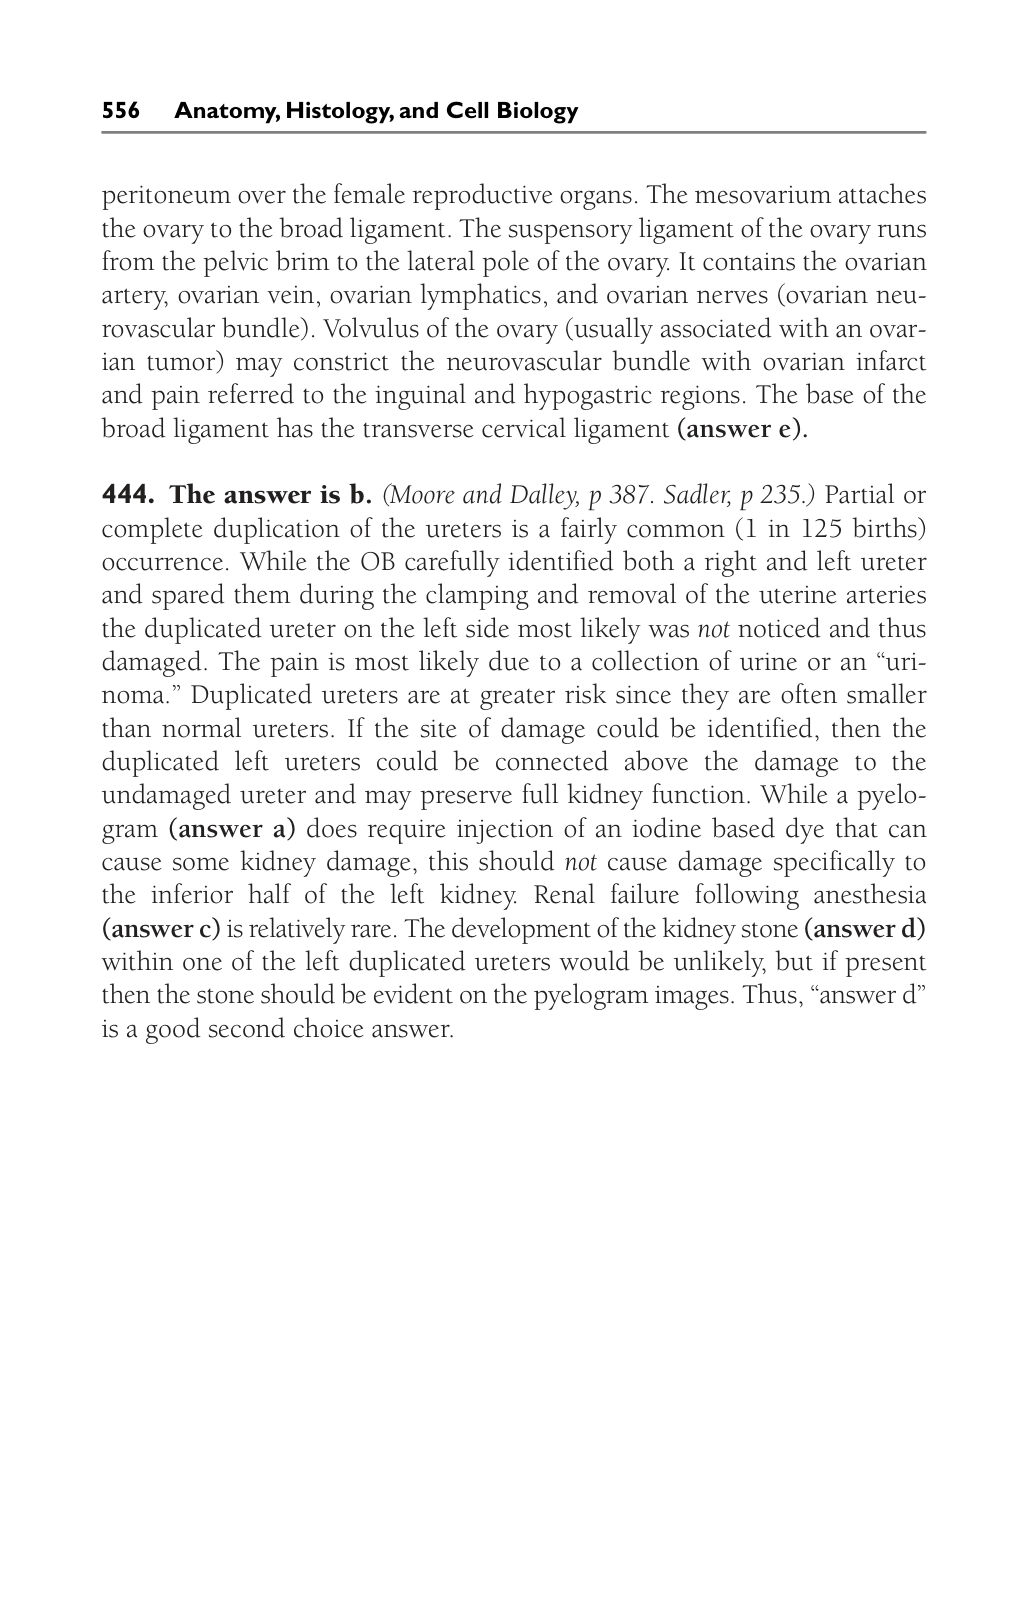 556 Anatomy, Histology, and Cell Biology
peritoneum over the female reproductive organs. The mesovarium attaches
the ovary to the broad ligament. The suspensory ligament of the ovary runs
from the pelvic brim to the lateral pole of the ovary. It contains the ovarian
artery, ovarian vein, ovarian lymphatics, and ovarian nerves (ovarian neu-
rovascular bundle). Volvulus of the ovary (usually associated with an ovar-
ian tumor) may constrict the neurovascular bundle with ovarian infarct
and pain referred to the inguinal and hypogastric regions. The base of the
broad ligament has the transverse cervical ligament (answer e).
444. The answer is b. (Moore and Dalley, p 387. Sadler, p 235.) Partial or
complete duplication of the ureters is a fairly common (1 in 125 births)
occurrence. While the OB carefully identified both a right and left ureter
and spared them during the clamping and removal of the uterine arteries
the duplicated ureter on the left side most likely was not noticed and thus
damaged. The pain is most likely due to a collection of urine or an “uri-
noma.” Duplicated ureters are at greater risk since they are often smaller
than normal ureters. If the site of damage could be identified, then the
duplicated left ureters could be connected above the damage to the
undamaged ureter and may preserve full kidney function. While a pyelo-
gram (answer a) does require injection of an iodine based dye that can
cause some kidney damage, this should not cause damage specifically to
the inferior half of the left kidney. Renal failure following anesthesia
(answer c) is relatively rare. The development of the kidney stone (answer d)
within one of the left duplicated ureters would be unlikely, but if present
then the stone should be evident on the pyelogram images. Thus, “answer d”
is a good second choice answer.